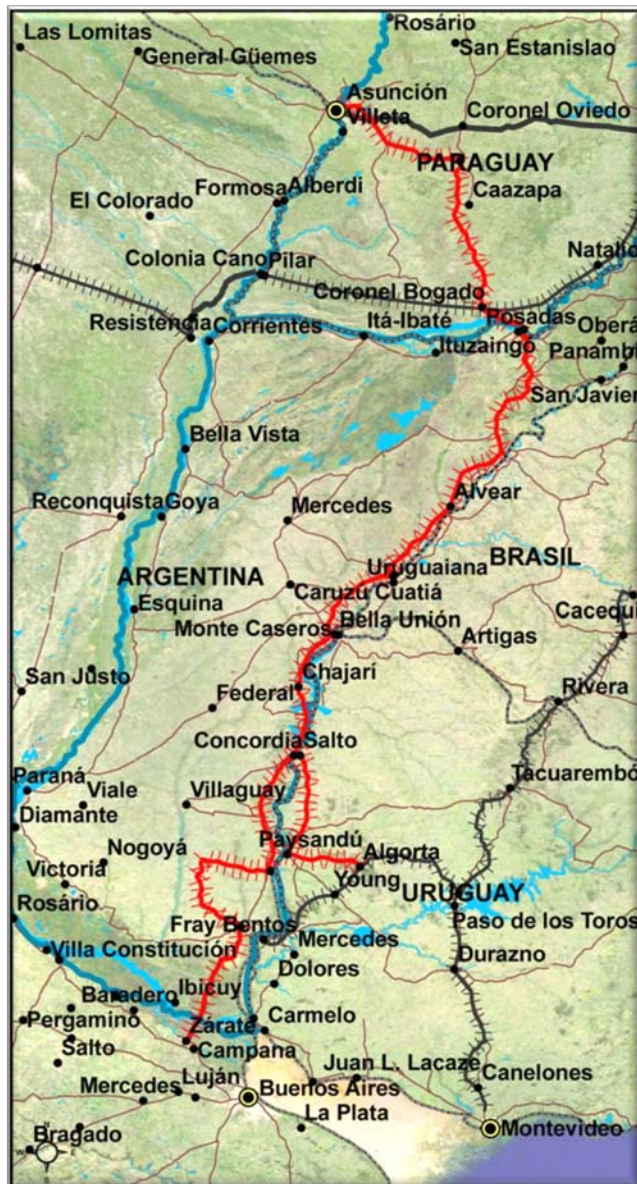 Rosário
Las Lomitas
San Estanislao
General Güemes
Asunción
Villeta
Coronel Oviedo
PARAGUAY
Formosa
Alberdi
Caazapa
El Colorado
Colonia Cano
Pilar
Natalio
Coronel Bogado
Resistencia
Corrientes
Itá-Ibaté
Posadas
Oberá
Ituzaingó
Panambí
San Javier
Bella Vista
Alvear
Reconquista
Goya
Mercedes
Uruguaiana
BRASIL
ARGENTINA
Caruzú Cuatiá
Esquina
Cacequi
Monte Caseros
Bella Unión
Artigas
San Justo
Chajarí
Federal
Rivera
Concordia
Salto
Tacuarembó
Paraná
Viale
Villaguay
Diamante
Nogoyá
Paysandú
Algorta
Victoria
Young
URUGUAY
Rosário
Paso de los Toros
Fray Bentos
Mercedes
Villa Constitución
Durazno
Dolores
Baradero
Ibicuy
Pergamino
Zárate
Carmelo
Salto
Campana
Juan L. Lacaze
Canelones
Mercedes
Luján
Buenos Aires
La Plata
Montevideo
Bragado
N
W
E